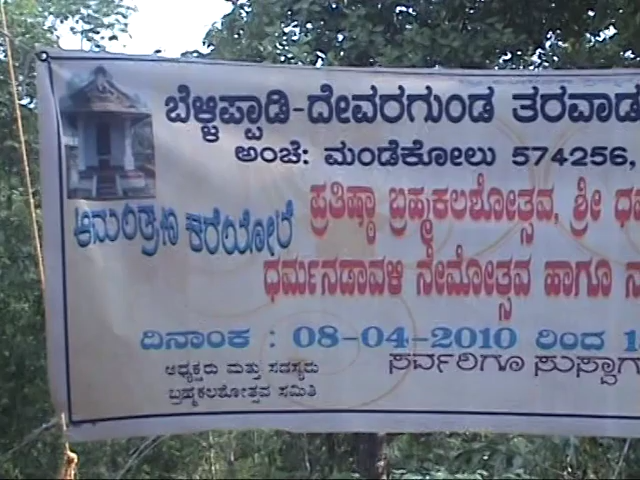 ಬೆಳ್ಳಿಪ್ಪಾಡಿ-ದೇವರಗುಂಡ ತರವಾಡ
ಅಂಚೆ: ಮಂಡೆಕೋಲು 574256,
ಪ್ರತಿಷ್ಠಾ ಬ್ರಹ್ಮಕಲಶೋತ್ಸವ, ಶ್ರೀ
ಆಮಂತ್ರಣ ಕರೆಯೋಲೆ
ಧರ್ಮನಡಾವಳಿ ನೇಮೋತ್ಸವ ಹಾಗೂ
ದಿನಾಂಕ : 08-04-2010 ರಿಂದ
ಅಧ್ಯಕ್ಷರು ಮತ್ತು ಸದಸ್ಯರು
ಸರ್ವರಿಗೂ
ಬ್ರಹ್ಮಕಲಶೋತ್ಸವ ಸಮಿತಿ